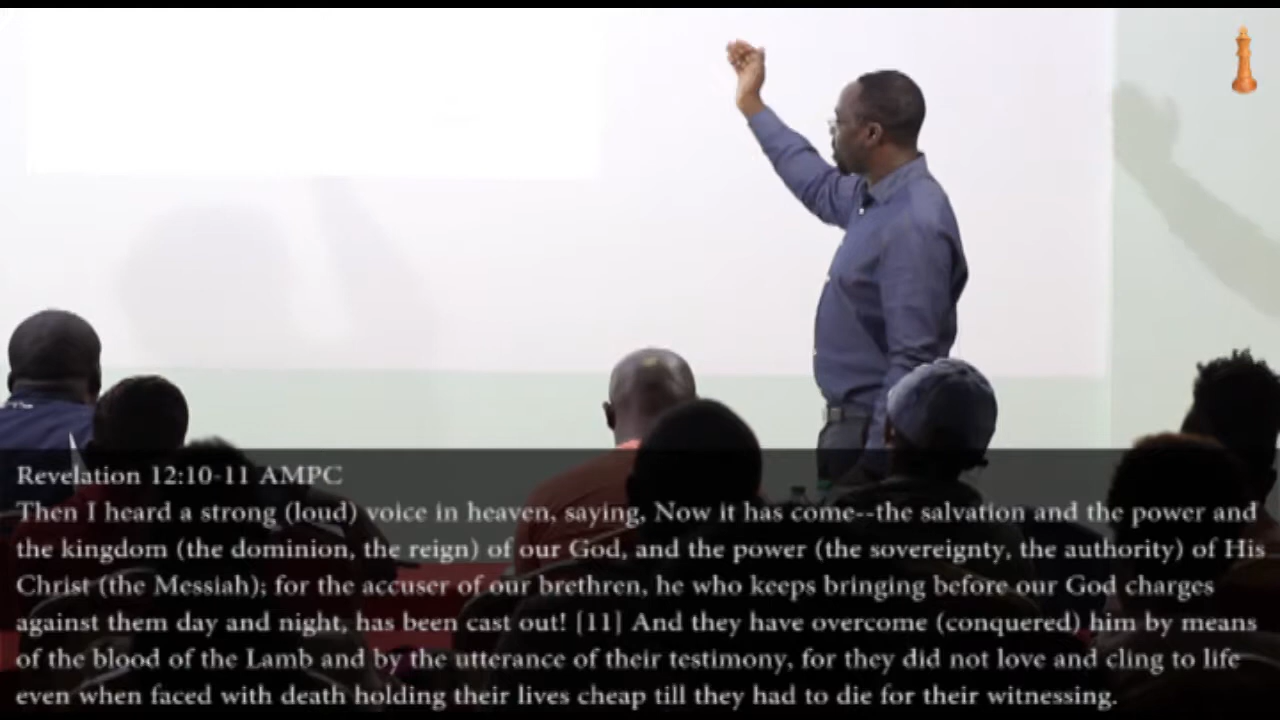 Revelation 12:10-11 AMPC
Then I heard a strong (loud) voice in heaven, saying, Now it has come--the salvation and the power and
the kingdom (the dominion, the reign) of our God, and the power (the sovereignty, the authority) of His
Christ (the Messiah); for the accuser of our brethren, he who keeps bringing before our God charges
against them day and night, has been cast out! [11] And they have overcome (conquered) him by means
of the blood of the Lamb and by the utterance of their testimony, for they did not love and cling to life
even when faced with death holding their lives cheap till they had to die for their witnessing.